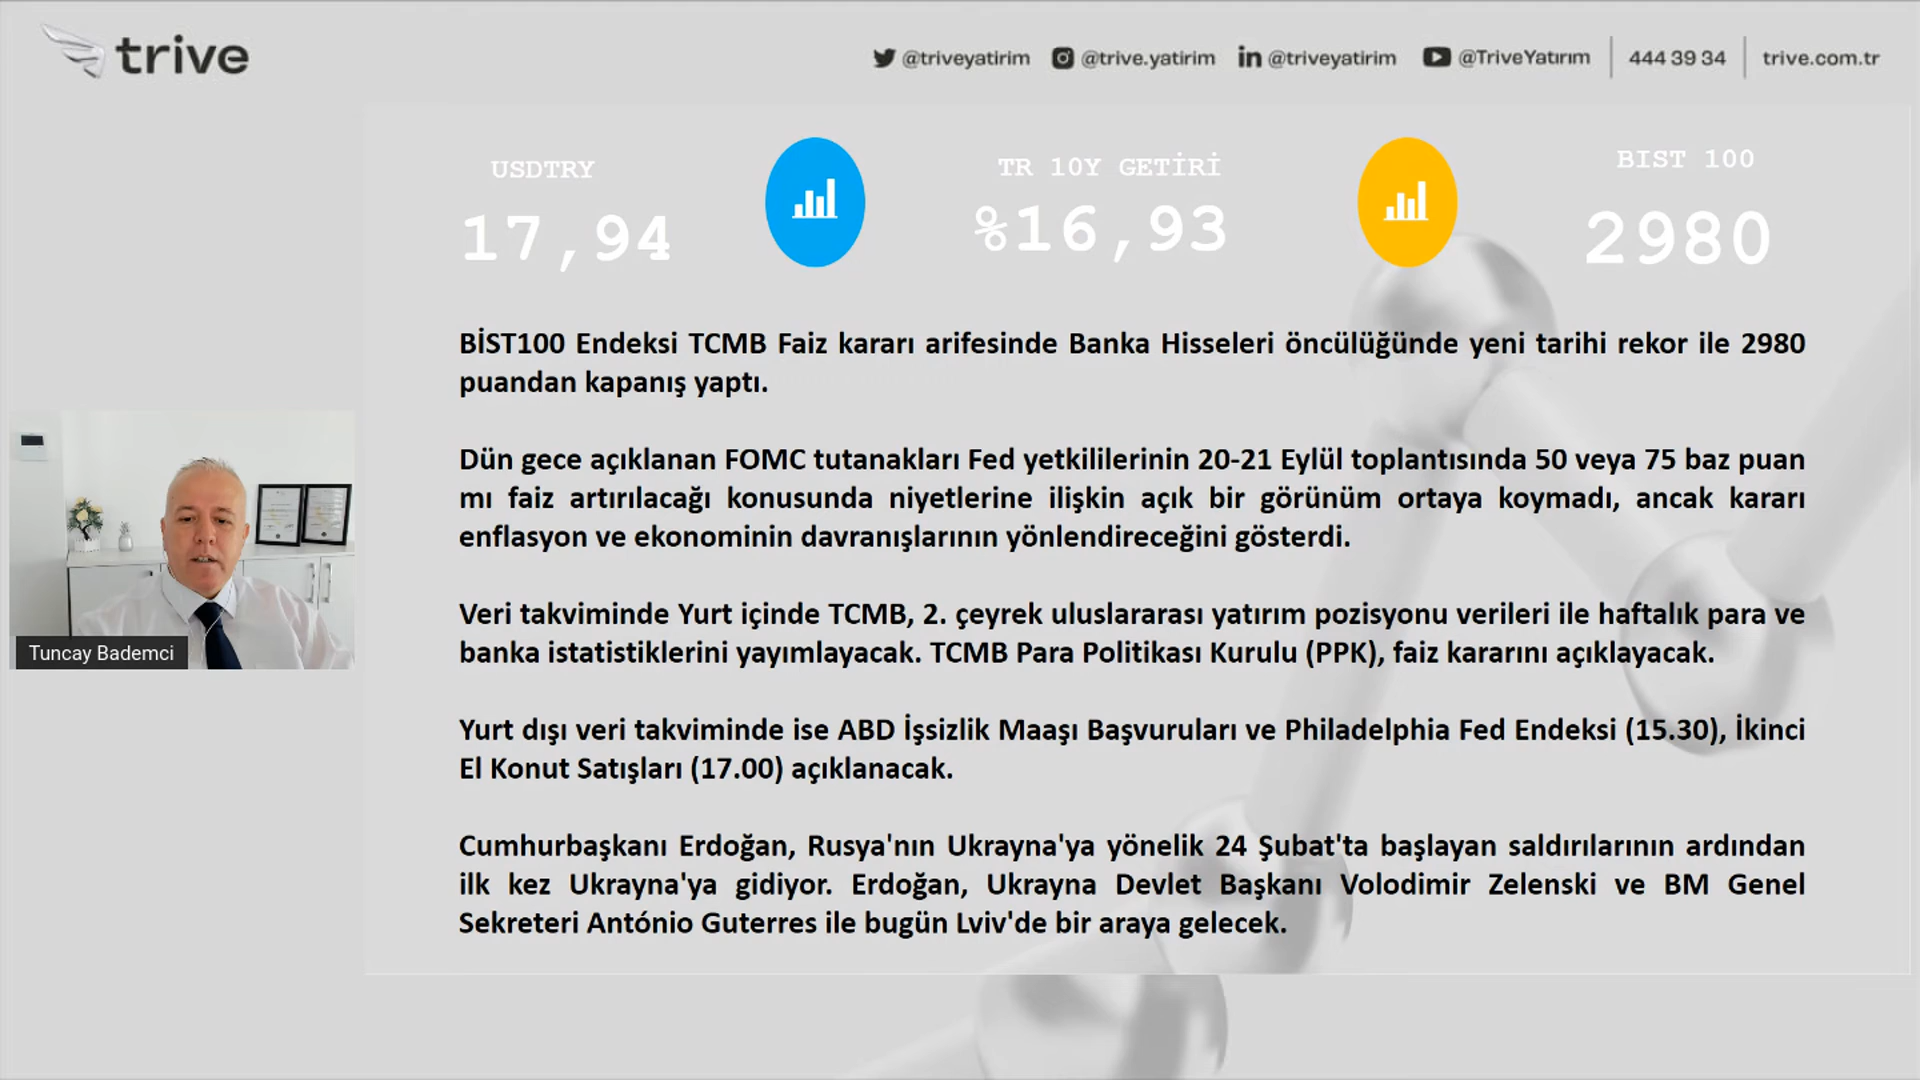 trive
@triveyatirim @trive.yatirim @triveyatirim @TriveYatırım 444 39 34 trive.com.tr
USDTRY
17,94
TR 10Y GETİRİ
%16,93
BIST 100
2980
BİST100 Endeksi TCMB Faiz kararı arifesinde Banka Hisseleri öncülüğünde yeni tarihi rekor ile 2980
puandan kapanış yaptı.
Dün gece açıklanan FOMC tutanakları Fed yetkililerinin 20-21 Eylül toplantısında 50 veya 75 baz puan
mı faiz artırılacağı konusunda niyetlerine ilişkin açık bir görünüm ortaya koymadı, ancak kararı
enflasyon ve ekonominin davranışlarının yönlendireceğini gösterdi.
Veri takviminde Yurt içinde TCMB, 2. çeyrek uluslararası yatırım pozisyonu verileri ile haftalık para ve
banka istatistiklerini yayımlayacak. TCMB Para Politikası Kurulu (PPK), faiz kararını açıklayacak.
Yurt dışı veri takviminde ise ABD İşsizlik Maaşı Başvuruları ve Philadelphia Fed Endeksi (15.30), İkinci
El Konut Satışları (17.00) açıklanacak.
Cumhurbaşkanı Erdoğan, Rusya'nın Ukrayna'ya yönelik 24 Şubat'ta başlayan saldırılarının ardından
ilk kez Ukrayna'ya gidiyor. Erdoğan, Ukrayna Devlet Başkanı Volodimir Zelenski ve BM Genel
Sekreteri António Guterres ile bugün Lviv'de bir araya gelecek.
Tuncay Bademci